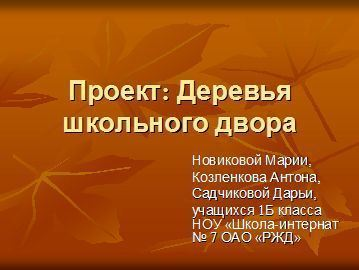 Проект: Деревья
школьного двора
Новиковой Марии,
Козленкова Антона,
Садчиковой Дарьи,
учащихся 1Б класса
НОУ «Школа-интернат
№ 7 ОАО «РЖД»